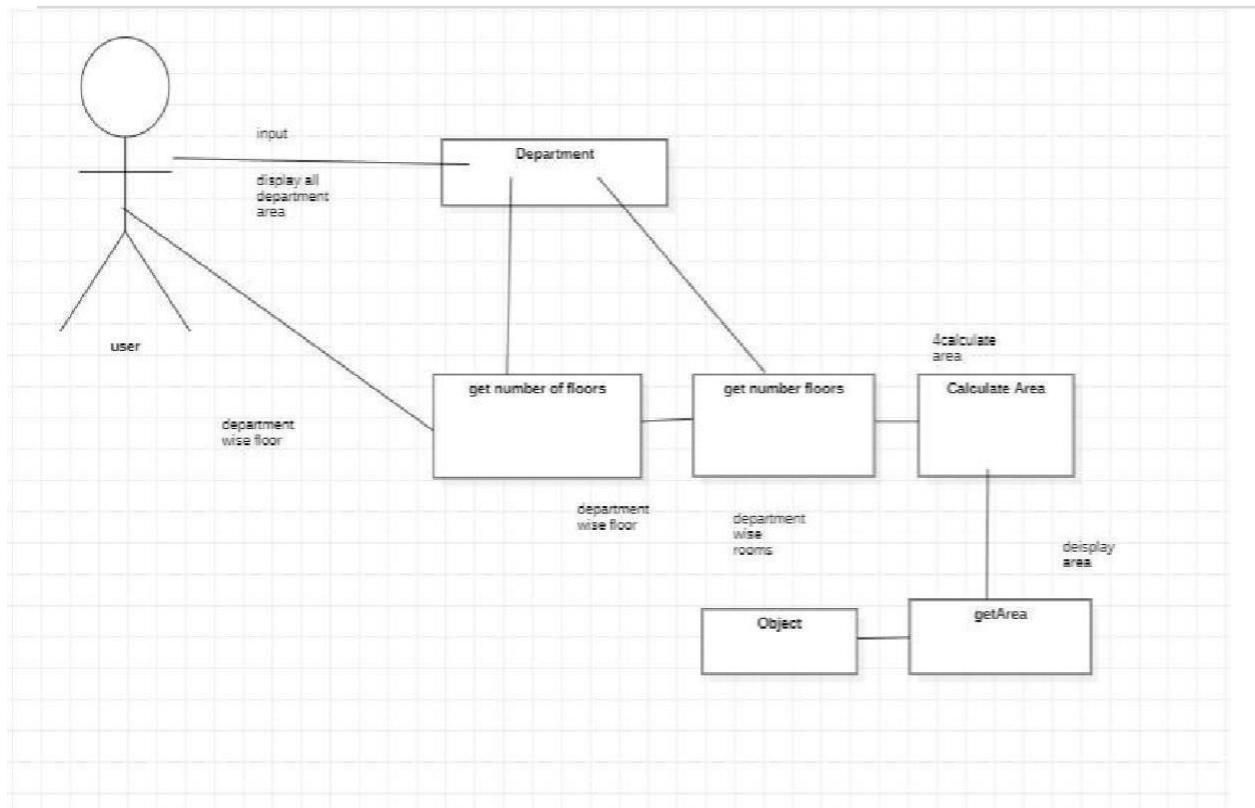 input
Department
display all
department
area
user
4calculate
area
get number of floors
get number floors
Calculate Area
department
wise floor
department
wise floor
department
wise
rooms
deisplay
area
Object
getArea